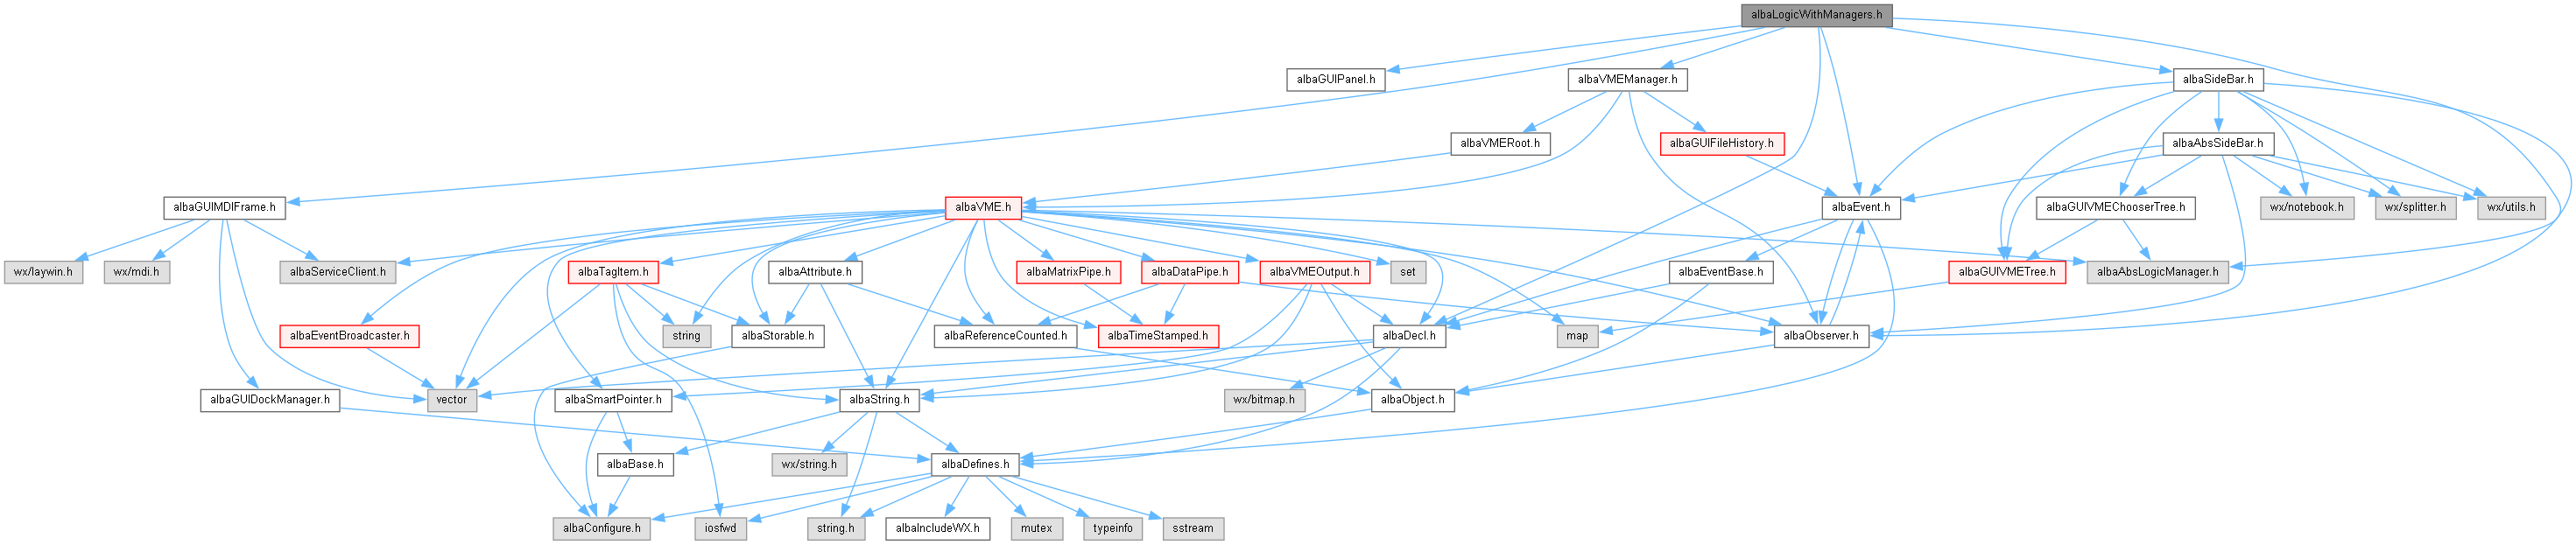 albaLogicWithManagers.h
albaGUIPanel.h
albaVMEManager.h
albaSideBar.h
albaVMERoot.h
albaGUIFileHistory.h
albaAbsSideBar.h
albaGUIMDIFrame.h
albaVME.h
albaEvent.h
albaGUIVMEChooserTree.h
wx/notebook.h
wx/splitter.h
wx/utils.h
wx/laywin.h
wx/mdi.h
albaServiceClient.h
albaTagItem.h
albaAttribute.h
albaMatrixPipe.h
albaDataPipe.h
albaVMEOutput.h
set
albaEventBase.h
albaGUIVMETree.h
albaAbsLogicManager.h
albaEventBroadcaster.h
string
albaStorable.h
albaReferenceCounted.h
albaTimeStamped.h
albaDecl.h
map
albaObserver.h
albaGUIDockManager.h
vector
albaSmartPointer.h
albaString.h
wx/bitmap.h
albaObject.h
albaBase.h
wx/string.h
albaDefines.h
albaConfigure.h
iosfwd
string.h
albaIncludeWX.h
mutex
typeinfo
sstream